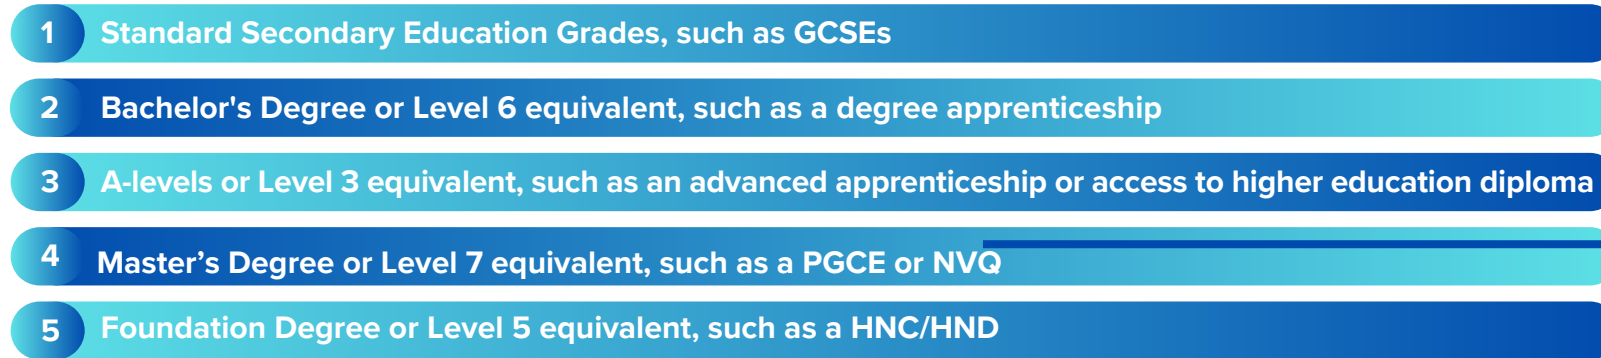 1 Standard Secondary Education Grades, such as GCSEs
2 Bachelor's Degree or Level 6 equivalent, such as a degree apprenticeship
3 A-levels or Level 3 equivalent, such as an advanced apprenticeship or access to higher education diploma
4 Master’s Degree or Level 7 equivalent, such as a PGCE or NVQ
5 Foundation Degree or Level 5 equivalent, such as a HNC/HND